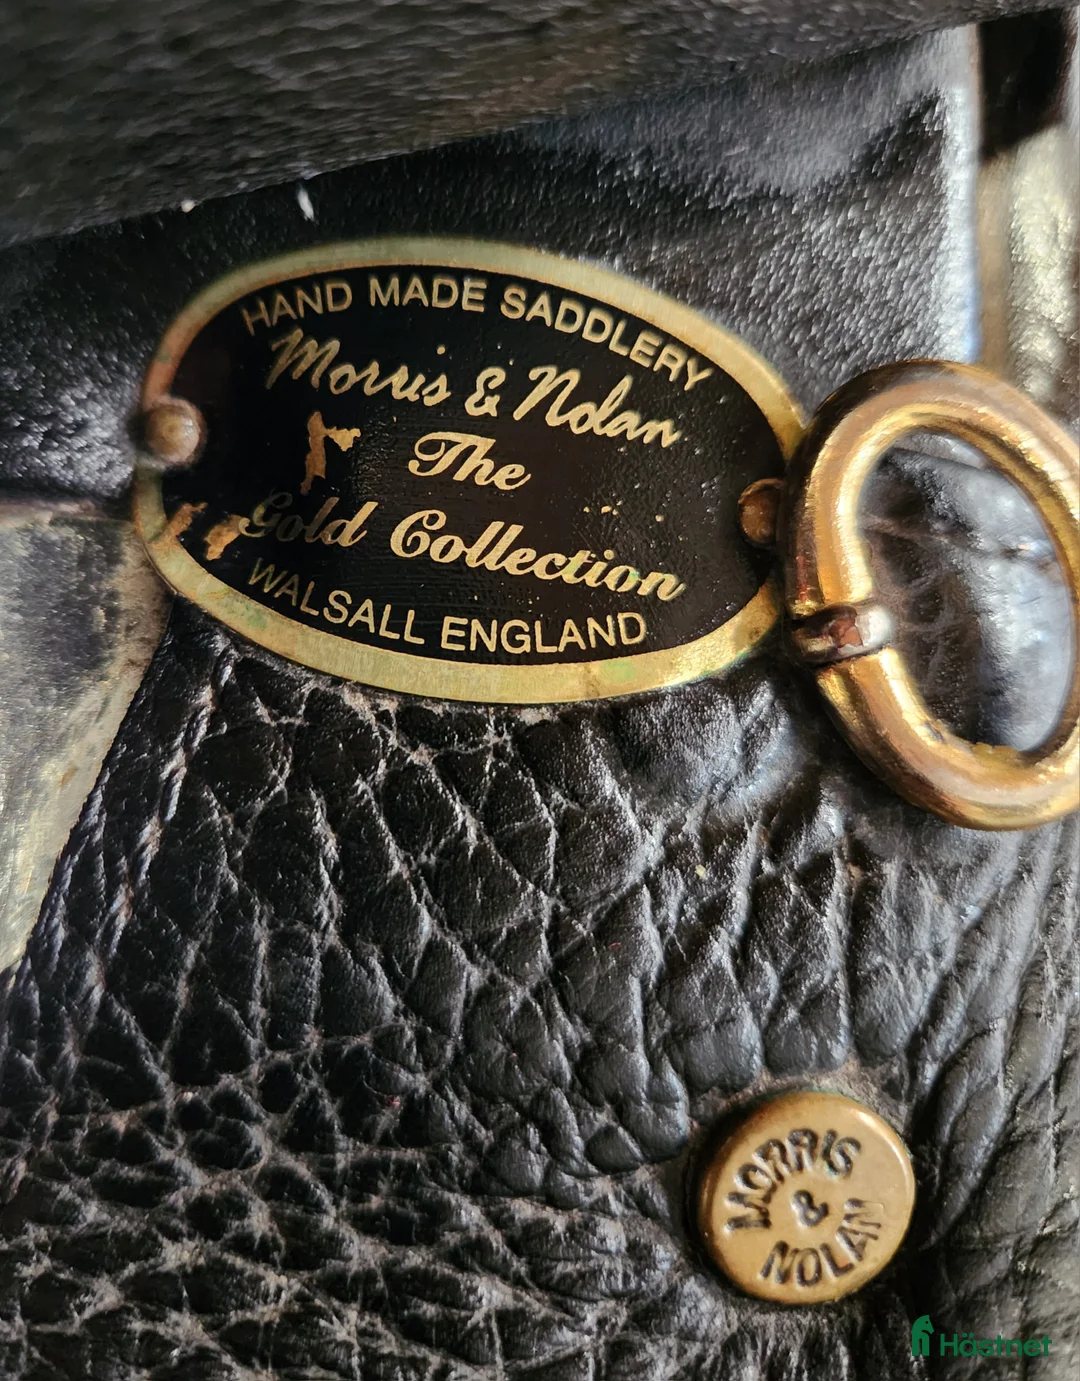 HAND MADE SADDLERY
Morris & Nolan
The
Gold Collection
WALSALL ENGLAND
MORRIS
&
NOLAN
Hästnet